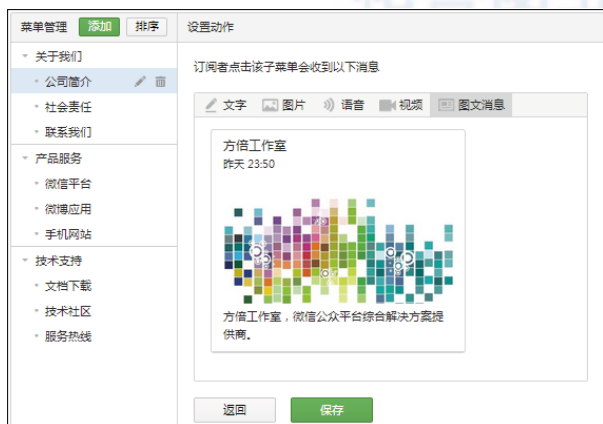 菜单管理 添加 排序
关于我们
公司简介
社会责任
联系我们
产品服务
微信平台
微博应用
手机网站
技术支持
文档下载
技术社区
服务热线
设置动作
订阅者点击该子菜单会收到以下消息
文字 图片 语音 视频 图文消息
方倍工作室
昨天 23:50
方倍工作室，微信公众平台综合解决方案提
供商。
返回 保存